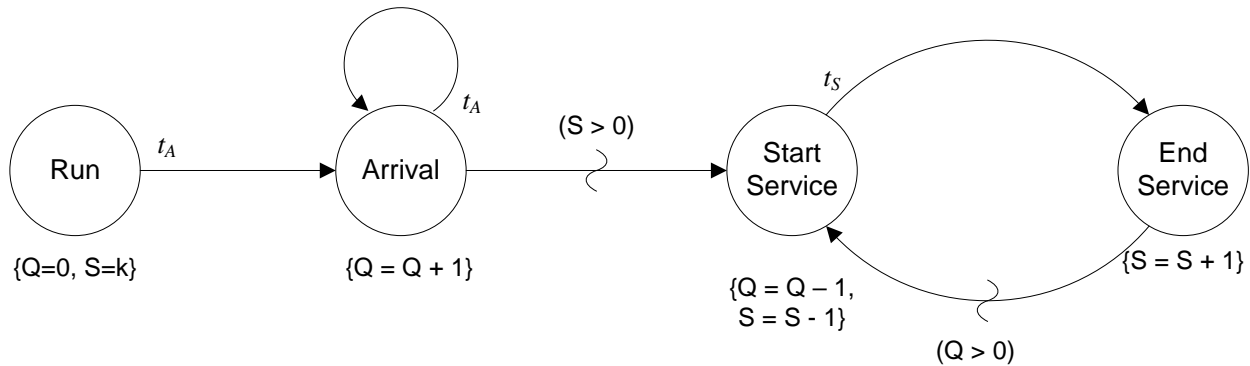 t_A
t_S
(S > 0)
Run
t_A
Arrival
Start
Service
End
Service
{Q=0, S=k}
{Q = Q + 1}
{Q = Q – 1,
S = S - 1}
{S = S + 1}
(Q > 0)